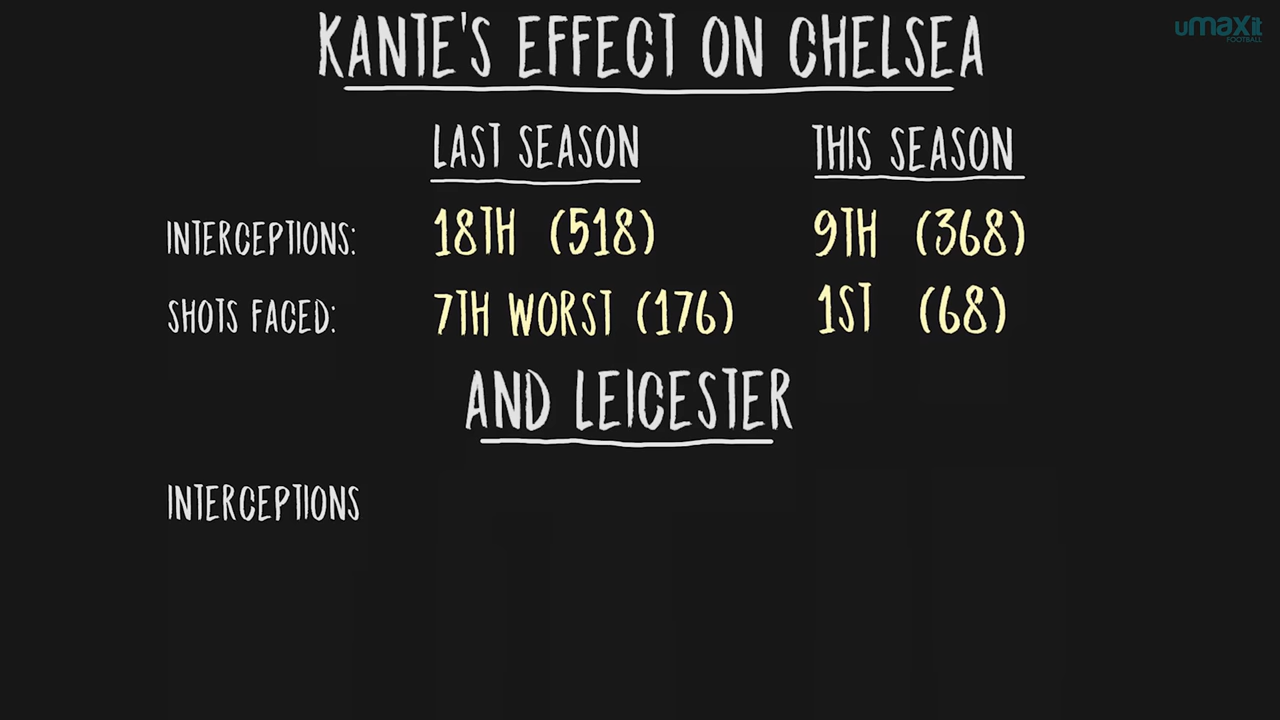 umaxit
FOOTBALL
KANTE'S EFFECT ON CHELSEA
LAST SEASON THIS SEASON
INTERCEPTIONS: 18TH (518) 9TH (368)
SHOTS FACED: 7TH WORST (176) 1ST (68)
AND LEICESTER
INTERCEPTIONS